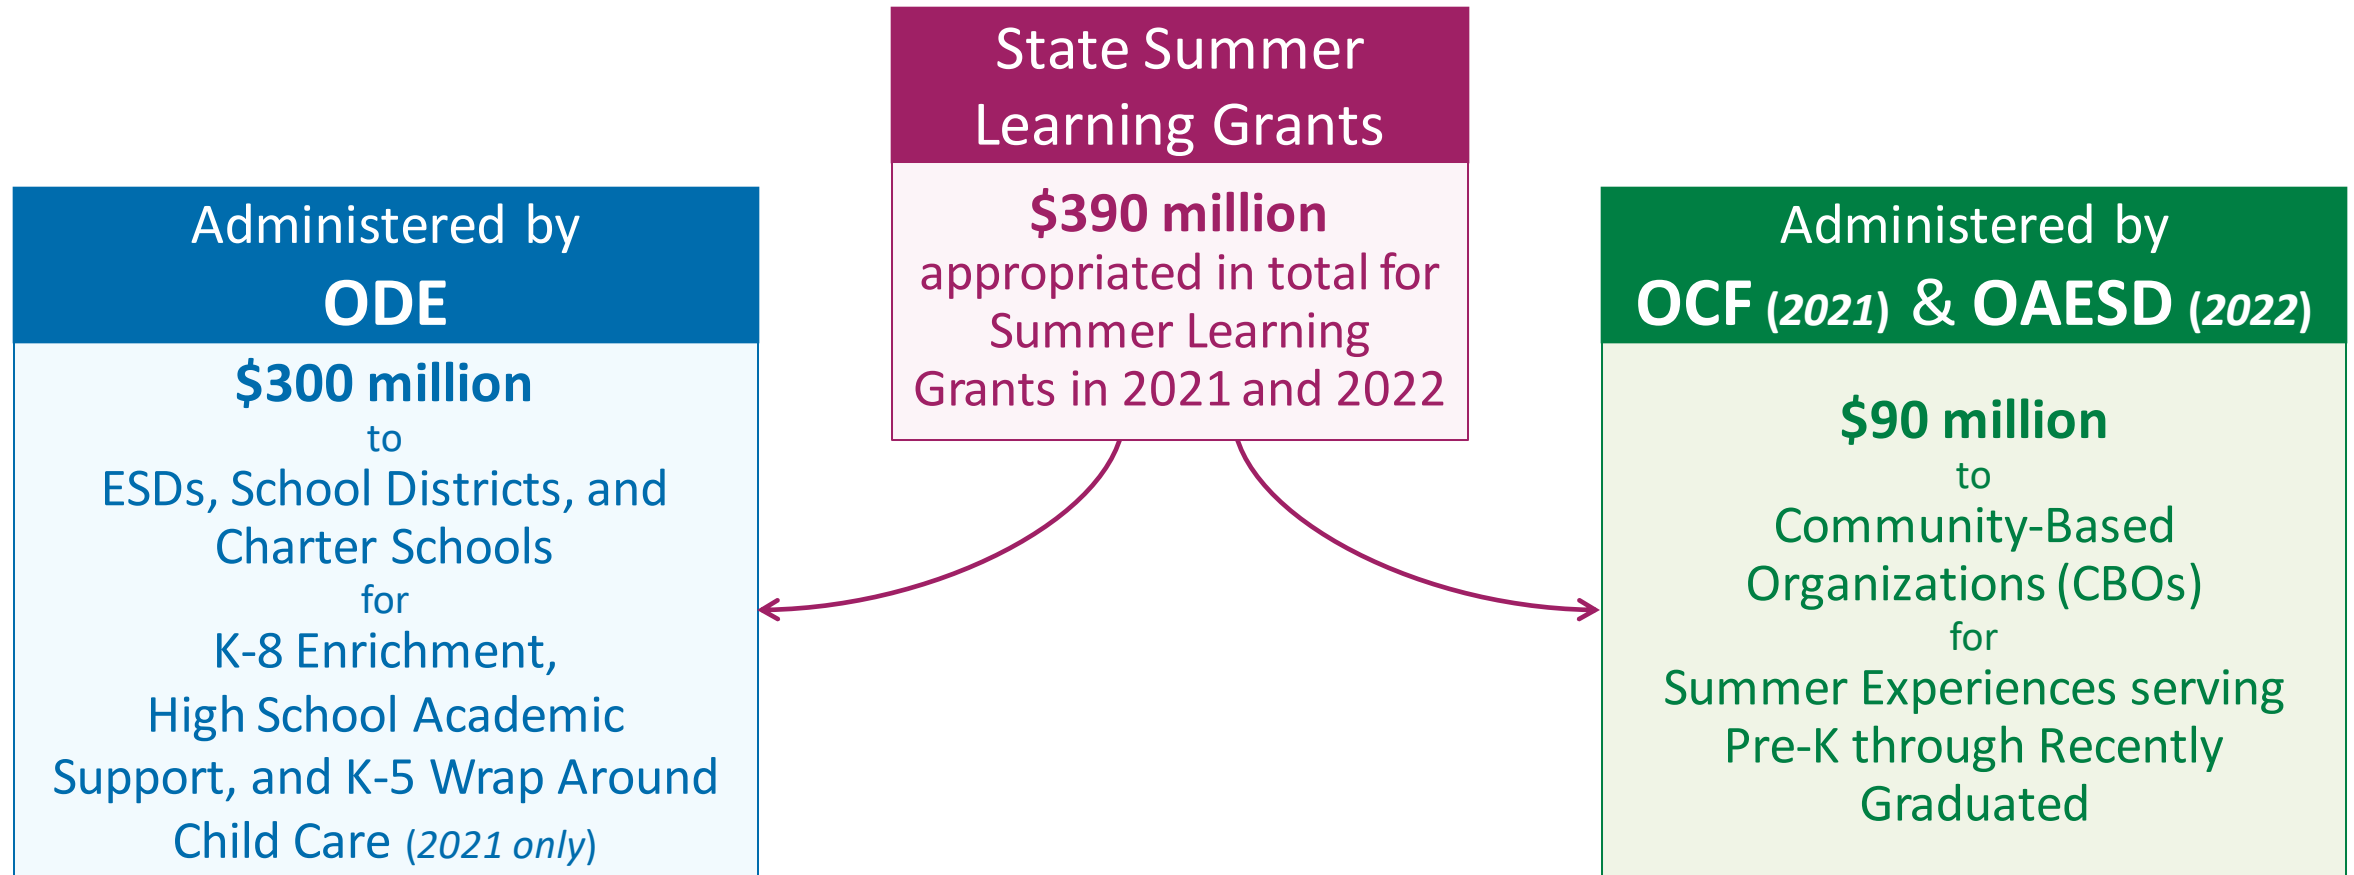 State Summer
Learning Grants
$390 million
appropriated in total for
Summer Learning
Grants in 2021 and 2022
Administered by
ODE
$300 million
to
ESDs, School Districts, and
Charter Schools
for
K-8 Enrichment,
High School Academic
Support, and K-5 Wrap Around
Child Care (2021 only)
Administered by
OCF (2021) & OAESD (2022)
$90 million
to
Community-Based
Organizations (CBOs)
for
Summer Experiences serving
Pre-K through Recently
Graduated